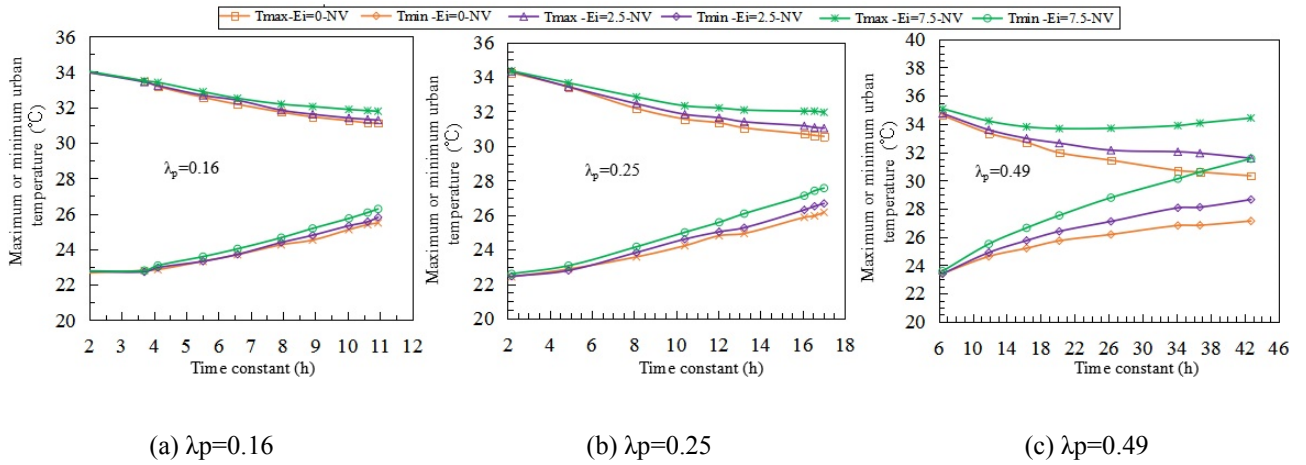 Tmax-Ei=0-NV Tmin-Ei=0-NV Tmax-Ei=2.5-NV Tmin -Ei=2.5-NV Tmax -Ei=7.5-NV Tmin -Ei=7.5-NV
Maximum or minimum urban
temperature (℃)
36
34
32
30
28
26
24
22
20
λp=0.16
2 3 4 5 6 7 8 9 10 11 12
Time constant (h)
Maximum or minimum urban
temperature (℃)
36
34
32
30
28
26
24
22
20
λp=0.25
2 4 6 8 10 12 14 16 18
Time constant (h)
Maximum or minimum urban
temperature (℃)
40
38
36
34
32
30
28
26
24
22
20
λp=0.49
6 10 14 18 22 26 30 34 38 42 46
Time constant (h)
(a) λp=0.16
(b) λp=0.25
(c) λp=0.49